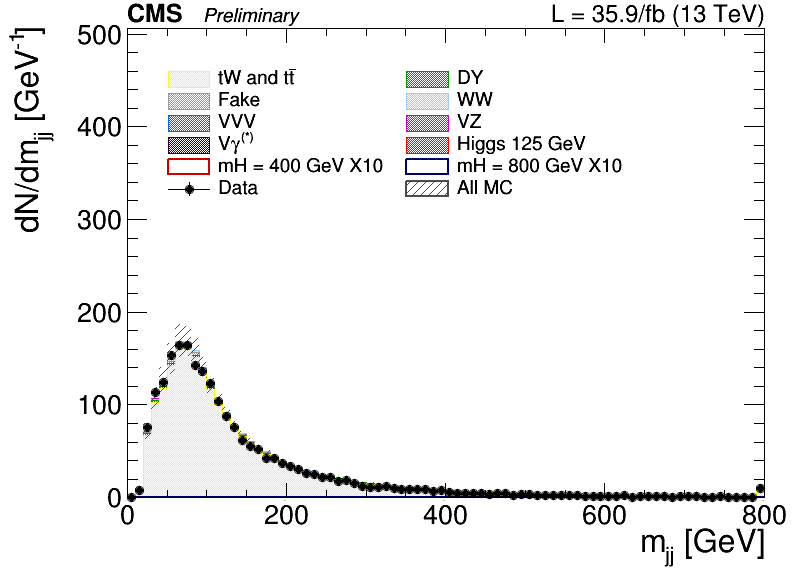 CMS Preliminary L = 35.9/fb (13 TeV)
dN/dm_jj [GeV⁻¹]
500
400
300
200
100
0
tW and tt̄ DY
Fake WW
VVV VZ
Vγ⁽*⁾ Higgs 125 GeV
mH = 400 GeV X10 mH = 800 GeV X10
Data All MC
0 200 400 600 800
m_jj [GeV]